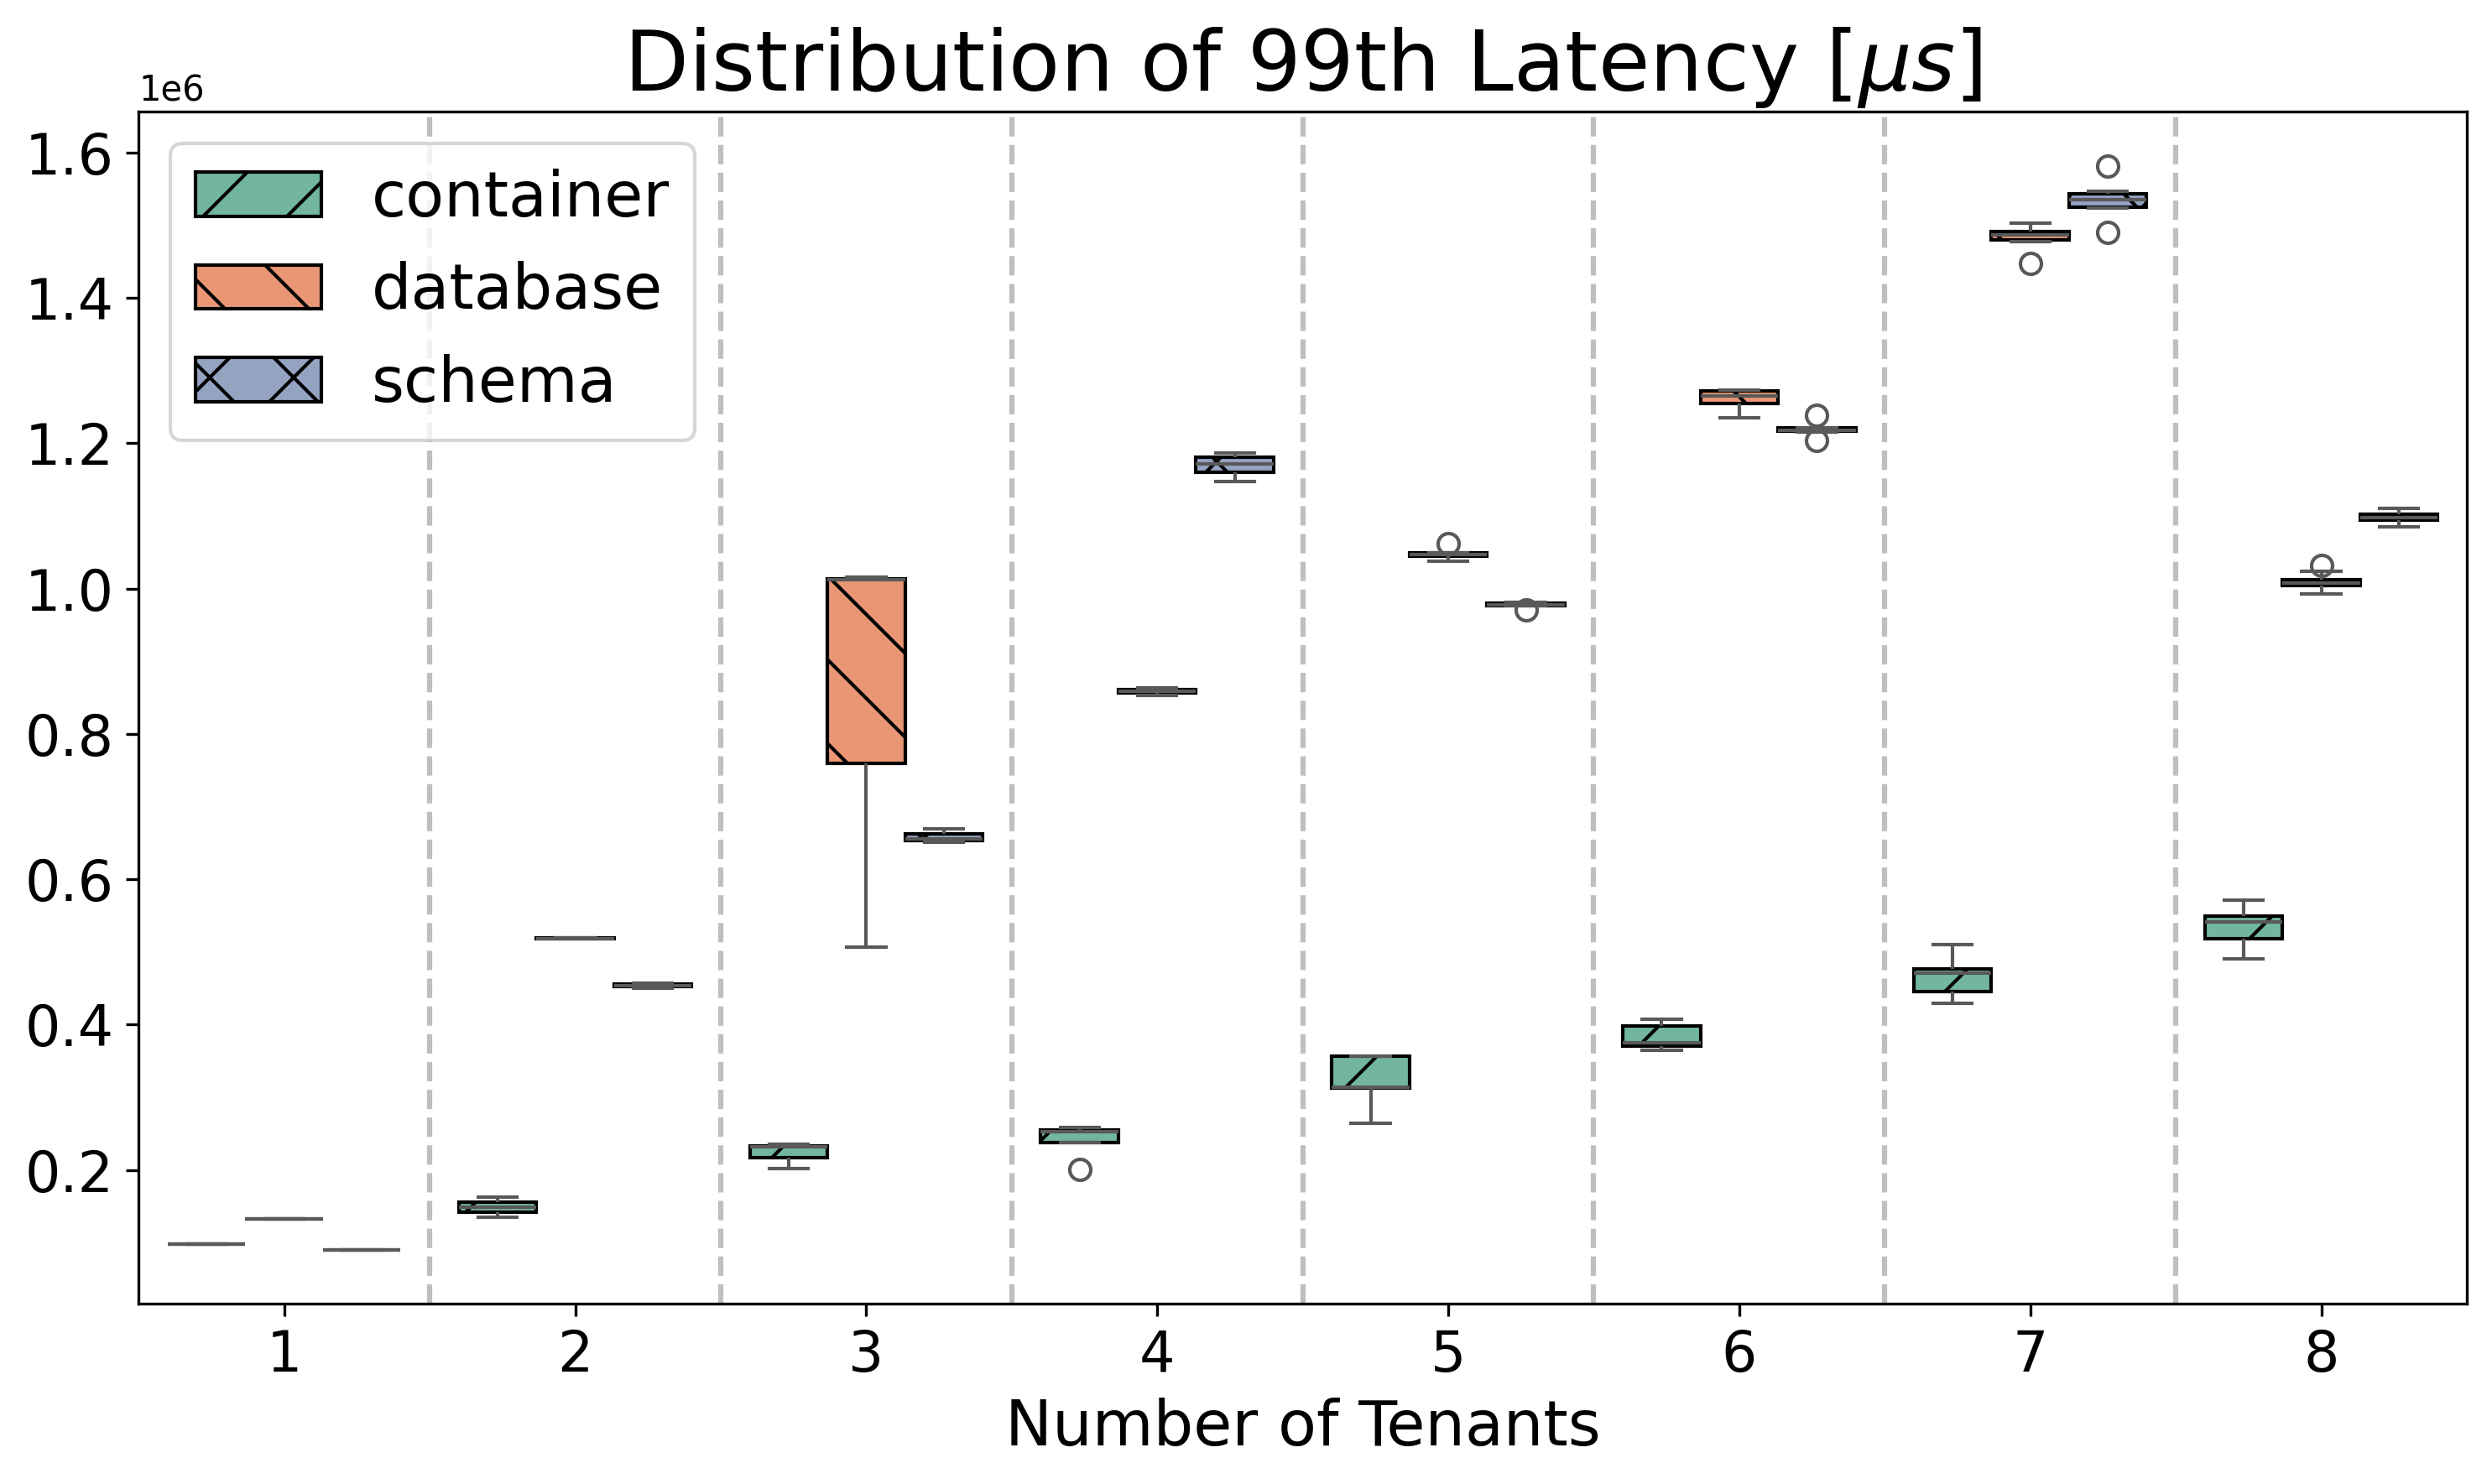 Distribution of 99th Latency [μs]
1e6
1.6
1.4
1.2
1.0
0.8
0.6
0.4
0.2
container
database
schema
1 2 3 4 5 6 7 8
Number of Tenants